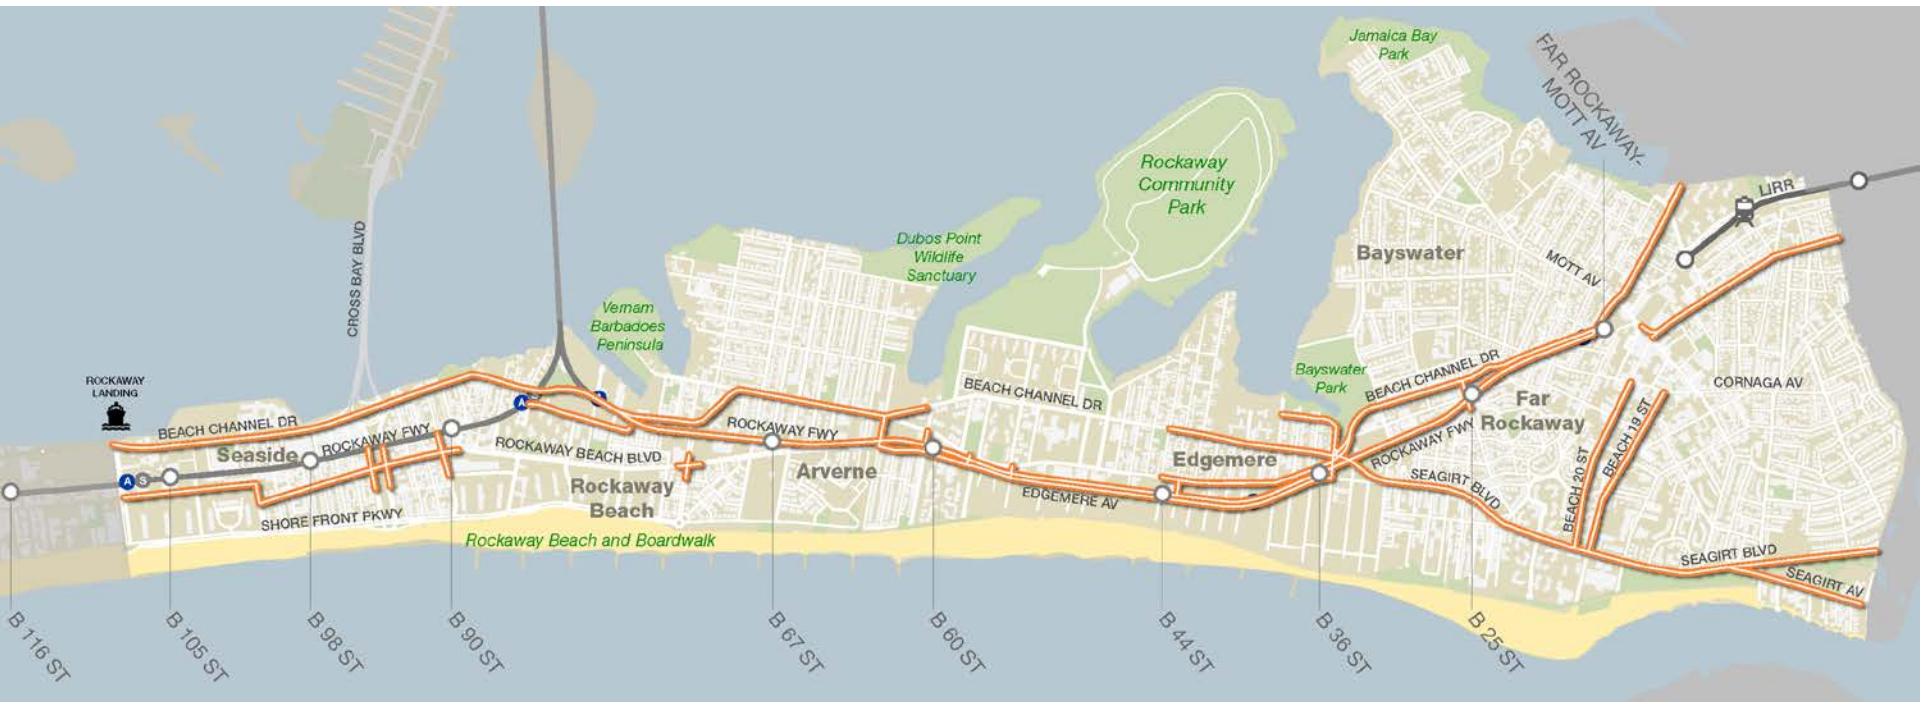 Jamaica Bay
Park
FAR ROCKAWAY-
MOTT AV
Rockaway
Community
Park
LIRR
CROSS BAY BLVD
Dubos Point
Wildlife
Sanctuary
Bayswater
MOTT AV
Vernam
Barbadoes
Peninsula
ROCKAWAY
LANDING
Bayswater
Park
BEACH CHANNEL DR
BEACH CHANNEL DR
CORNAGA AV
A
BEACH CHANNEL DR
ROCKAWAY FWY
ROCKAWAY FWY
Far
Rockaway
BEACH 19 ST
Seaside
ROCKAWAY BEACH BLVD
Arverne
Edgemere
ROCKAWAY FWY
SEAGIRT BLVD
BEACH 20 ST
A
S
Rockaway
Beach
EDGEMERE AV
SHORE FRONT PKWY
Rockaway Beach and Boardwalk
SEAGIRT BLVD
SEAGIRT AV
B 116 ST
B 105 ST
B 98 ST
B 90 ST
B 67 ST
B 60 ST
B 44 ST
B 36 ST
B 25 ST